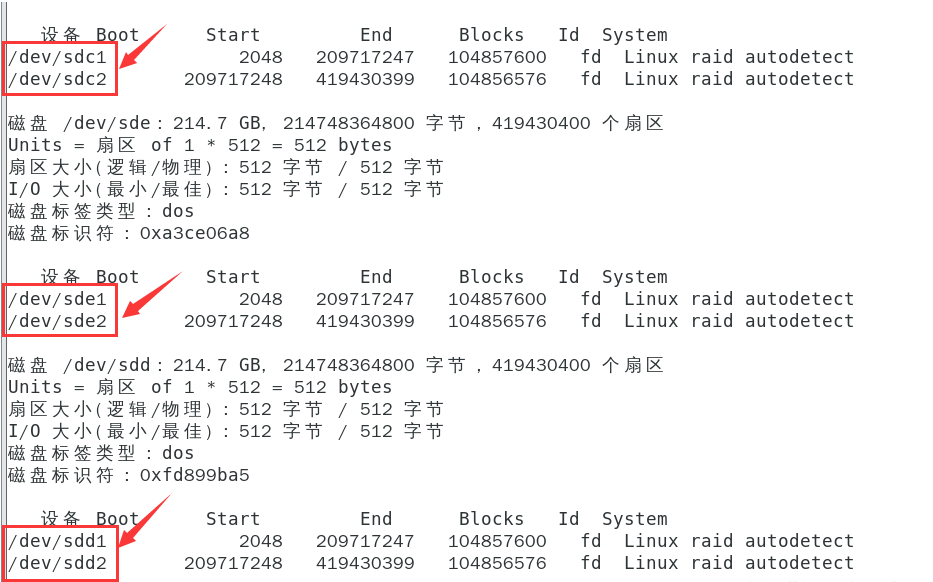 设备 Boot      Start         End      Blocks   Id  System
/dev/sdc1            2048   209717247   104857600   fd  Linux raid autodetect
/dev/sdc2       209717248   419430399   104856576   fd  Linux raid autodetect
磁盘 /dev/sde：214.7 GB, 214748364800 字节，419430400 个扇区
Units = 扇区 of 1 * 512 = 512 bytes
扇区大小(逻辑/物理)：512 字节 / 512 字节
I/O 大小(最小/最佳)：512 字节 / 512 字节
磁盘标签类型：dos
磁盘标识符：0xa3ce06a8
设备 Boot      Start         End      Blocks   Id  System
/dev/sde1            2048   209717247   104857600   fd  Linux raid autodetect
/dev/sde2       209717248   419430399   104856576   fd  Linux raid autodetect
磁盘 /dev/sdd：214.7 GB, 214748364800 字节，419430400 个扇区
Units = 扇区 of 1 * 512 = 512 bytes
扇区大小(逻辑/物理)：512 字节 / 512 字节
I/O 大小(最小/最佳)：512 字节 / 512 字节
磁盘标签类型：dos
磁盘标识符：0xfd899ba5
设备 Boot      Start         End      Blocks   Id  System
/dev/sdd1            2048   209717247   104857600   fd  Linux raid autodetect
/dev/sdd2       209717248   419430399   104856576   fd  Linux raid autodetect